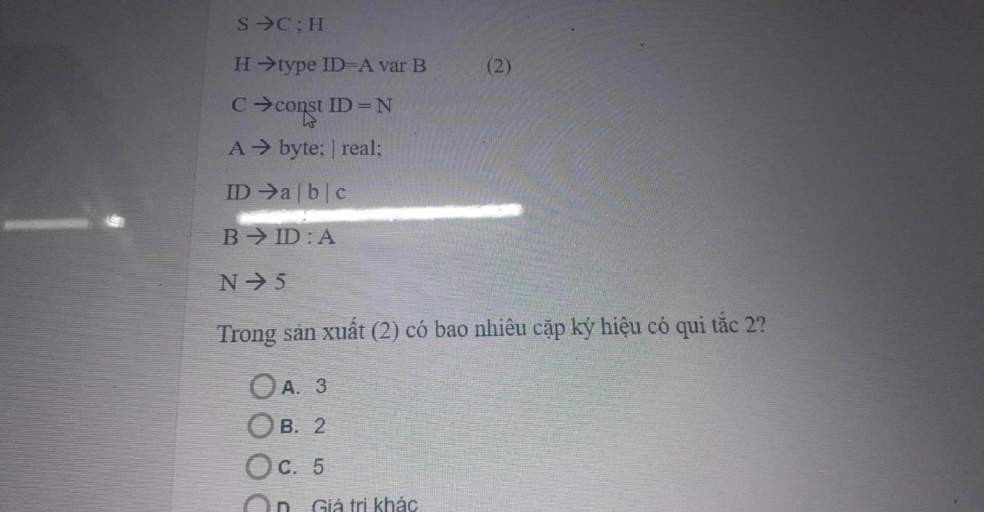 S →C ; H
H →type ID=A var B (2)
C →const ID = N
A → byte; | real;
ID →a | b | c
B → ID : A
N → 5
Trong sản xuất (2) có bao nhiêu cặp ký hiệu có qui tắc 2?
A. 3
B. 2
C. 5
D Giá trị khác